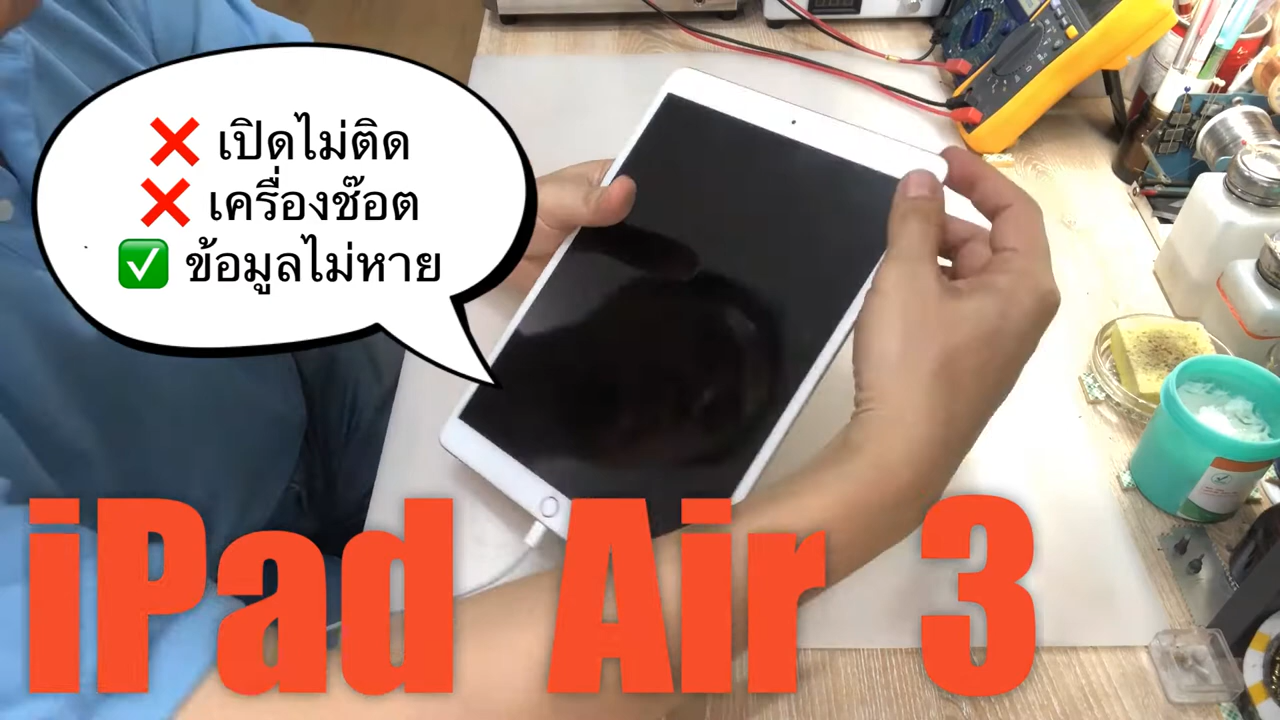 ❌ เปิดไม่ติด
❌ เครื่องช๊อต
✅ ข้อมูลไม่หาย
iPad Air 3